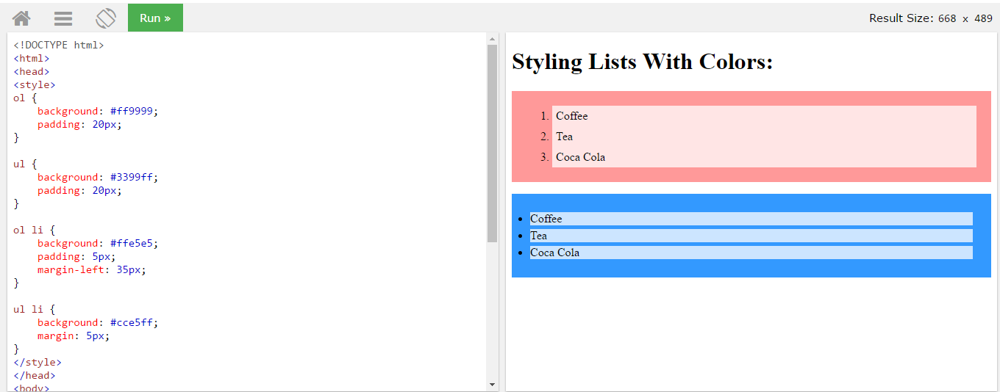 Run »
Result Size: 668 x 489
<!DOCTYPE html>
<html>
<head>
<style>
ol {
    background: #ff9999;
    padding: 20px;
}

ul {
    background: #3399ff;
    padding: 20px;
}

ol li {
    background: #ffe5e5;
    padding: 5px;
    margin-left: 35px;
}

ul li {
    background: #cce5ff;
    margin: 5px;
}
</style>
</head>
<body>
Styling Lists With Colors:
1. Coffee
2. Tea
3. Coca Cola
• Coffee
• Tea
• Coca Cola